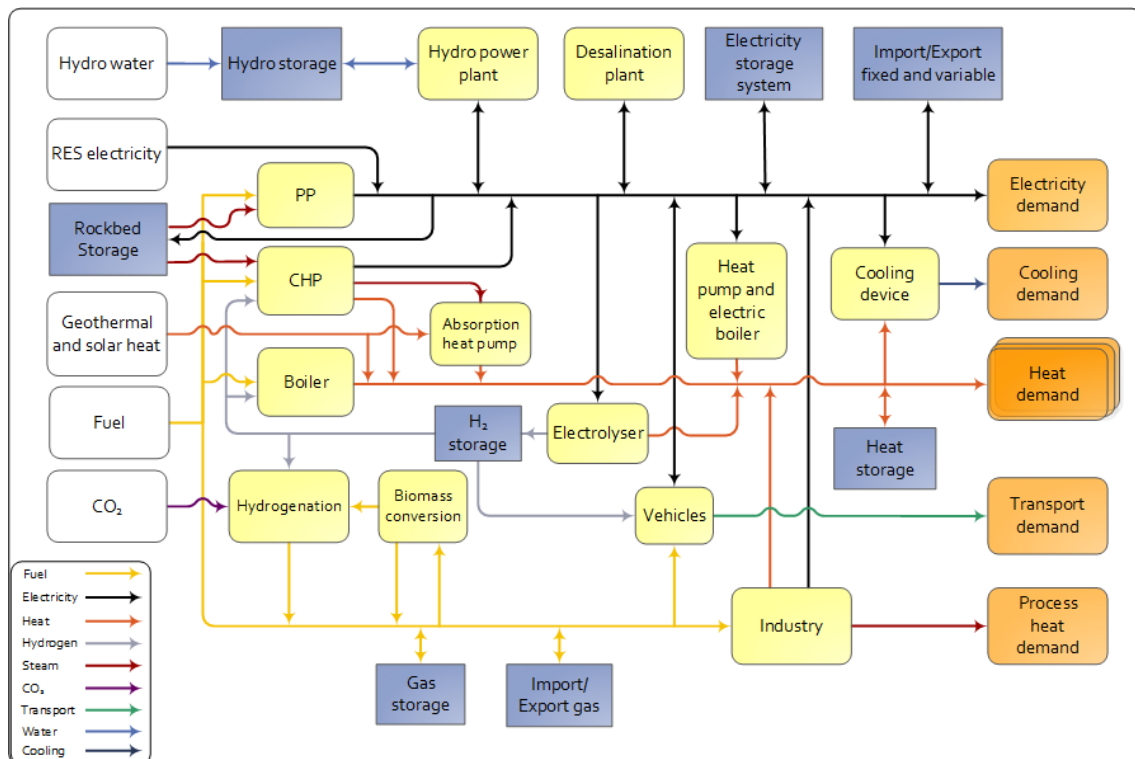 Hydro water
Hydro storage
Hydro power
plant
Desalination
plant
Electricity
storage
system
Import/Export
fixed and variable
RES electricity
PP
Electricity
demand
Rockbed
Storage
CHP
Heat
pump and
electric
boiler
Cooling
device
Cooling
demand
Geothermal
and solar heat
Absorption
heat pump
Boiler
Heat
demand
Fuel
H₂
storage
Electrolyser
Heat
storage
CO₂
Hydrogenation
Biomass
conversion
Vehicles
Transport
demand
Industry
Process
heat
demand
Gas
storage
Import/
Export gas
Fuel
Electricity
Heat
Hydrogen
Steam
CO₂
Transport
Water
Cooling